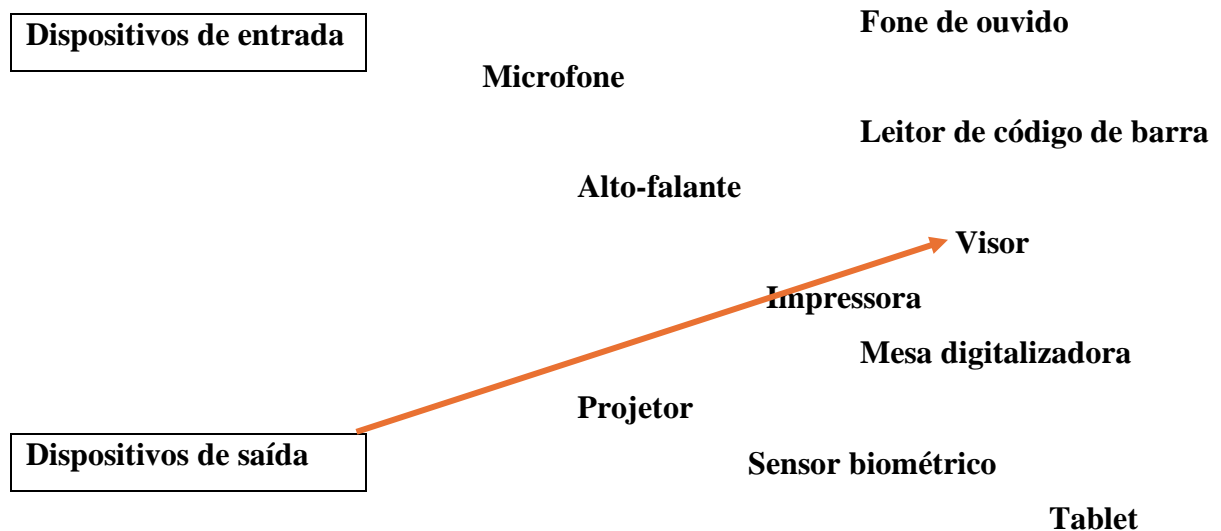 Fone de ouvido
Dispositivos de entrada
Microfone
Leitor de código de barra
Alto-falante
Visor
Impressora
Mesa digitalizadora
Projetor
Dispositivos de saída
Sensor biométrico
Tablet